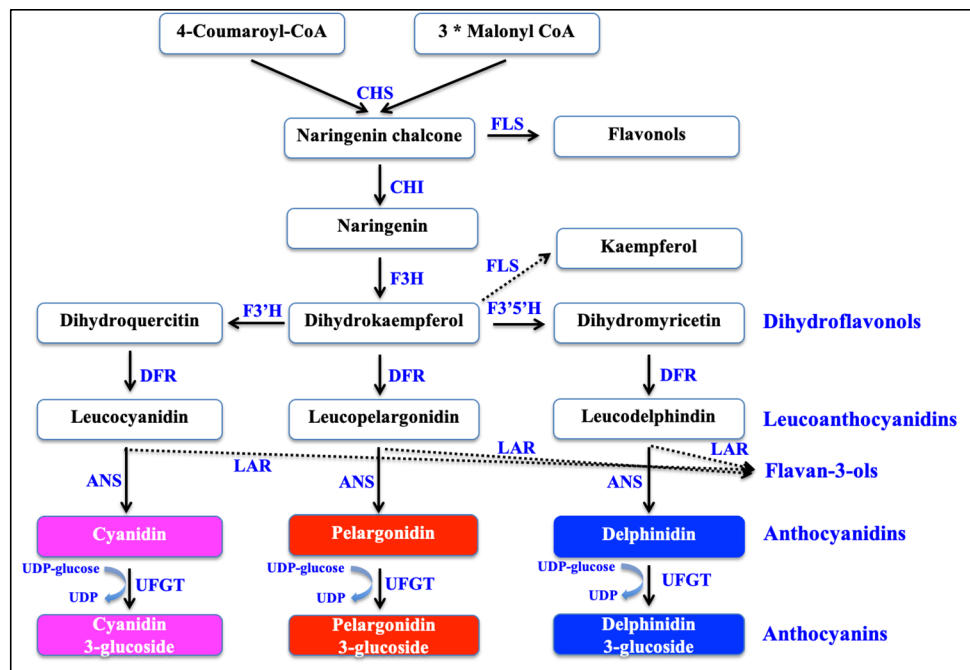 4-Coumaroyl-CoA
3 * Malonyl CoA
CHS
Naringenin chalcone
FLS
Flavonols
CHI
Naringenin
Kaempferol
FLS
F3H
F3’H
F3’5’H
Dihydroquercitin
Dihydrokaempferol
Dihydromyricetin
Dihydroflavonols
DFR
DFR
DFR
Leucocyanidin
Leucopelargonidin
Leucodelphindin
Leucoanthocyanidins
LAR
LAR
LAR
Flavan-3-ols
ANS
ANS
ANS
Cyanidin
Pelargonidin
Delphinidin
Anthocyanidins
UDP-glucose
UFGT
UDP
UDP-glucose
UFGT
UDP
UDP-glucose
UFGT
UDP
Cyanidin
3-glucoside
Pelargonidin
3-glucoside
Delphinidin
3-glucoside
Anthocyanins